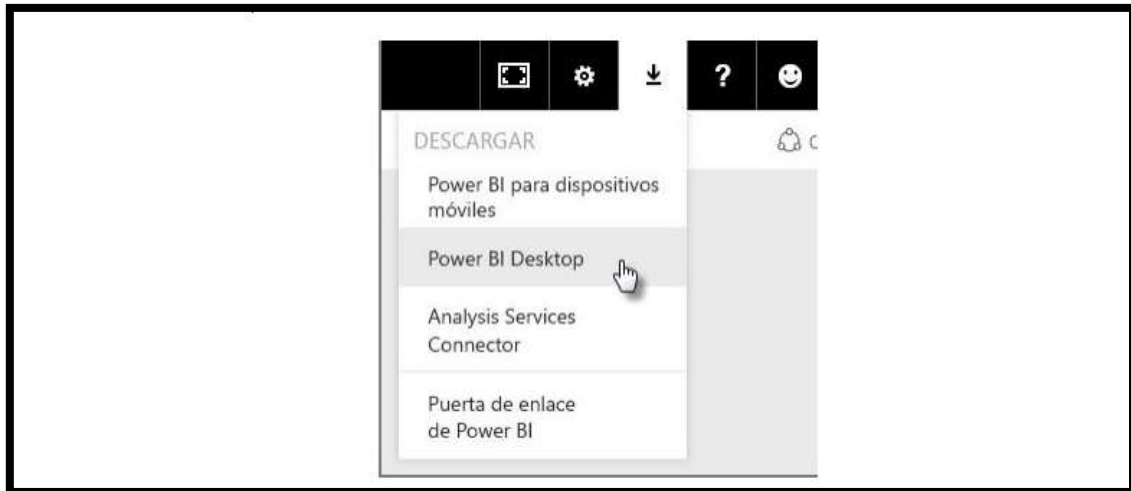 ?
DESCARGAR
Power BI para dispositivos
móviles
Power BI Desktop
Analysis Services
Connector
Puerta de enlace
de Power BI